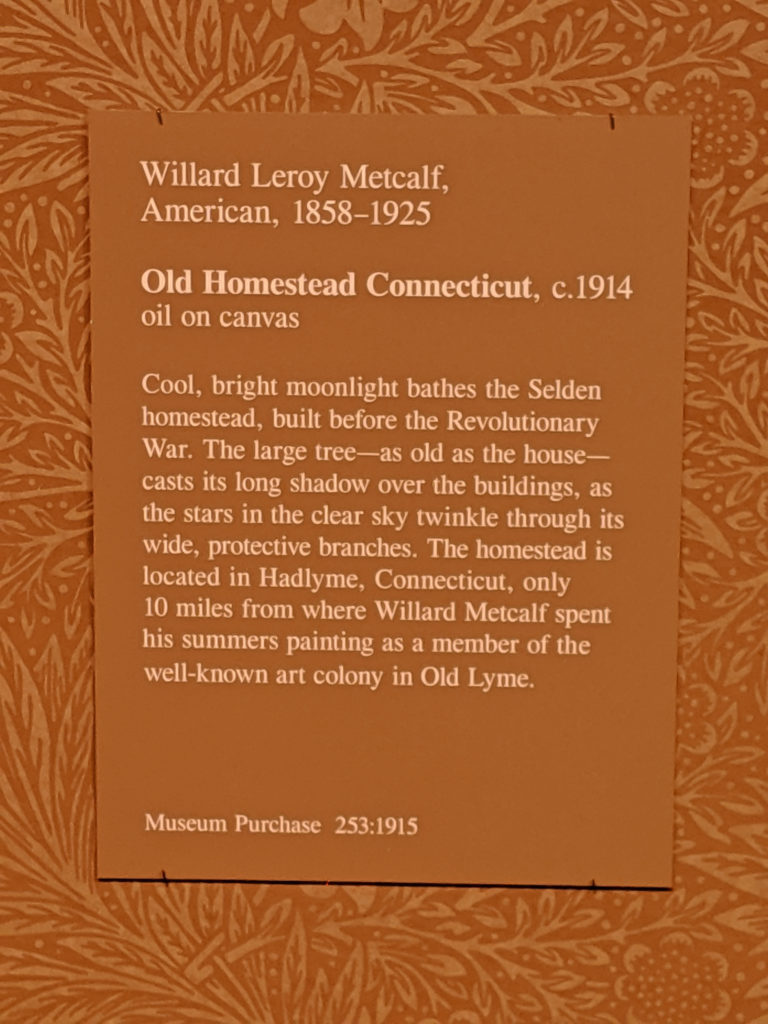 Willard Leroy Metcalf,
American, 1858–1925
Old Homestead Connecticut, c.1914
oil on canvas
Cool, bright moonlight bathes the Selden
homestead, built before the Revolutionary
War. The large tree—as old as the house—
casts its long shadow over the buildings, as
the stars in the clear sky twinkle through its
wide, protective branches. The homestead is
located in Hadlyme, Connecticut, only
10 miles from where Willard Metcalf spent
his summers painting as a member of the
well-known art colony in Old Lyme.
Museum Purchase 253:1915